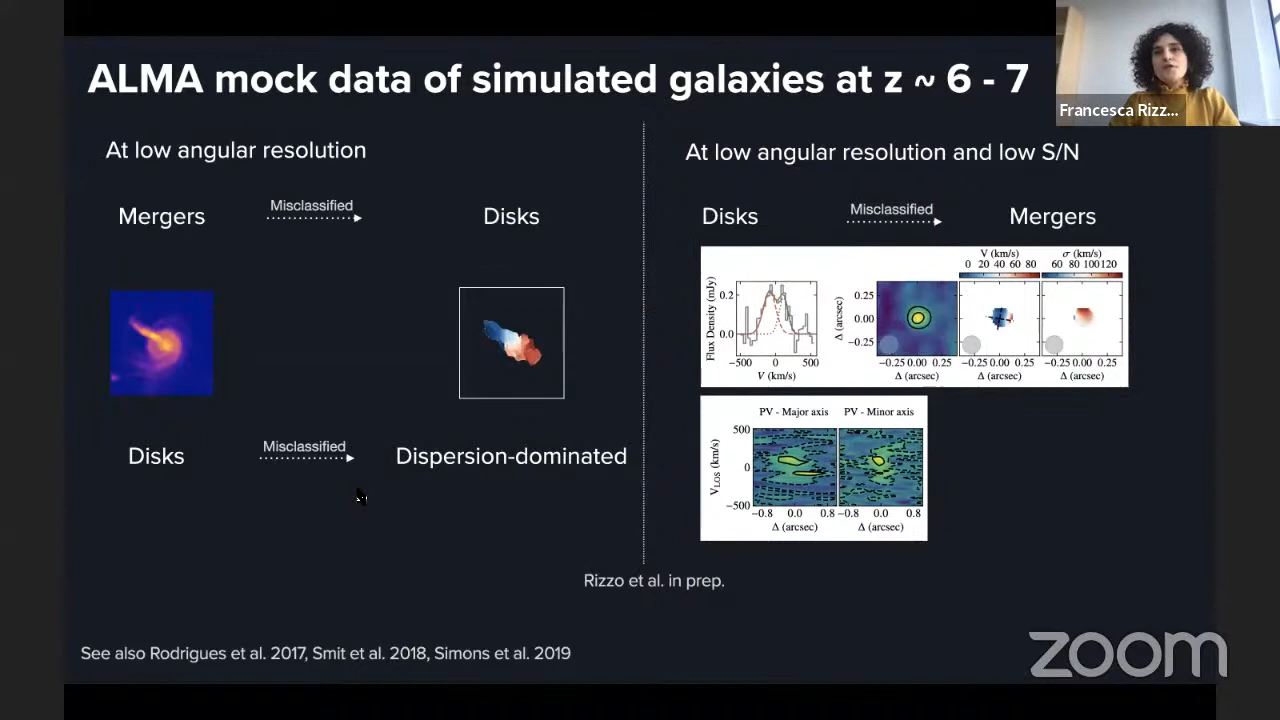 ALMA mock data of simulated galaxies at z ~ 6 - 7
Francesca Rizz...
At low angular resolution
Mergers
Misclassified
Disks
Disks
Misclassified
Dispersion-dominated
At low angular resolution and low S/N
Disks
Misclassified
Mergers
V (km/s)
0 20 40 60 80
σ (km/s)
60 80 100120
Flux Density (mJy)
0.2
0.0
−500 0 500
V (km/s)
Δ (arcsec)
0.25
0.00
−0.25
−0.25 0.00 0.25
Δ (arcsec)
−0.25 0.00 0.25
Δ (arcsec)
−0.25 0.00 0.25
Δ (arcsec)
PV - Major axis
PV - Minor axis
V_LOS (km/s)
500
0
−500
−0.8 0.0 0.8
Δ (arcsec)
−0.8 0.0 0.8
Δ (arcsec)
Rizzo et al. in prep.
See also Rodrigues et al. 2017, Smit et al. 2018, Simons et al. 2019
zoom